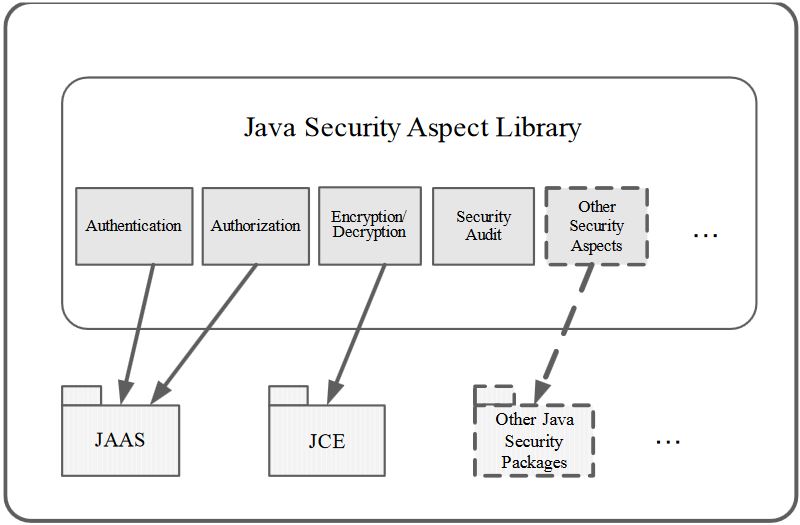 Java Security Aspect Library
Authentication
Authorization
Encryption/
Decryption
Security
Audit
Other
Security
Aspects
...
JAAS
JCE
Other Java
Security
Packages
...